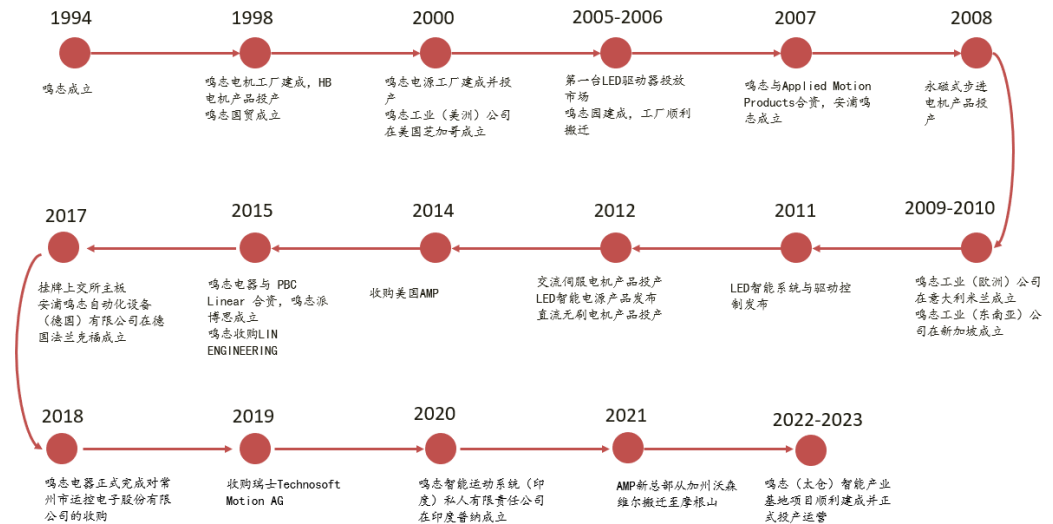 1994
鸣志成立
1998
鸣志电机工厂建成，HB
电机产品投产
鸣志国贸成立
2000
鸣志电源工厂建成并投
产
鸣志工业（美洲）公司
在美国芝加哥成立
2005-2006
第一台LED驱动器投放
市场
鸣志园建成，工厂顺利
搬迁
2007
鸣志与Applied Motion
Products合资，安浦鸣
志成立
2008
永磁式步进
电机产品投
产
2009-2010
鸣志工业（欧洲）公司
在意大利米兰成立
鸣志工业（东南亚）公
司在新加坡成立
2011
LED智能系统与驱动控
制发布
2012
交流伺服电机产品投产
LED智能电源产品发布
直流无刷电机产品投产
2014
收购美国AMP
2015
鸣志电器与 PBC
Linear 合资，鸣志派
博思成立
鸣志收购LIN
ENGINEERING
2017
挂牌上交所主板
安浦鸣志自动化设备
（德国）有限公司在德
国法兰克福成立
2018
鸣志电器正式完成对常
州市运控电子股份有限
公司的收购
2019
收购瑞士Technosoft
Motion AG
2020
鸣志智能运动系统（印
度）私人有限责任公司
在印度普纳成立
2021
AMP新总部从加州沃森
维尔搬迁至摩根山
2022-2023
鸣志（太仓）智能产业
基地项目顺利建成并正
式投产运营